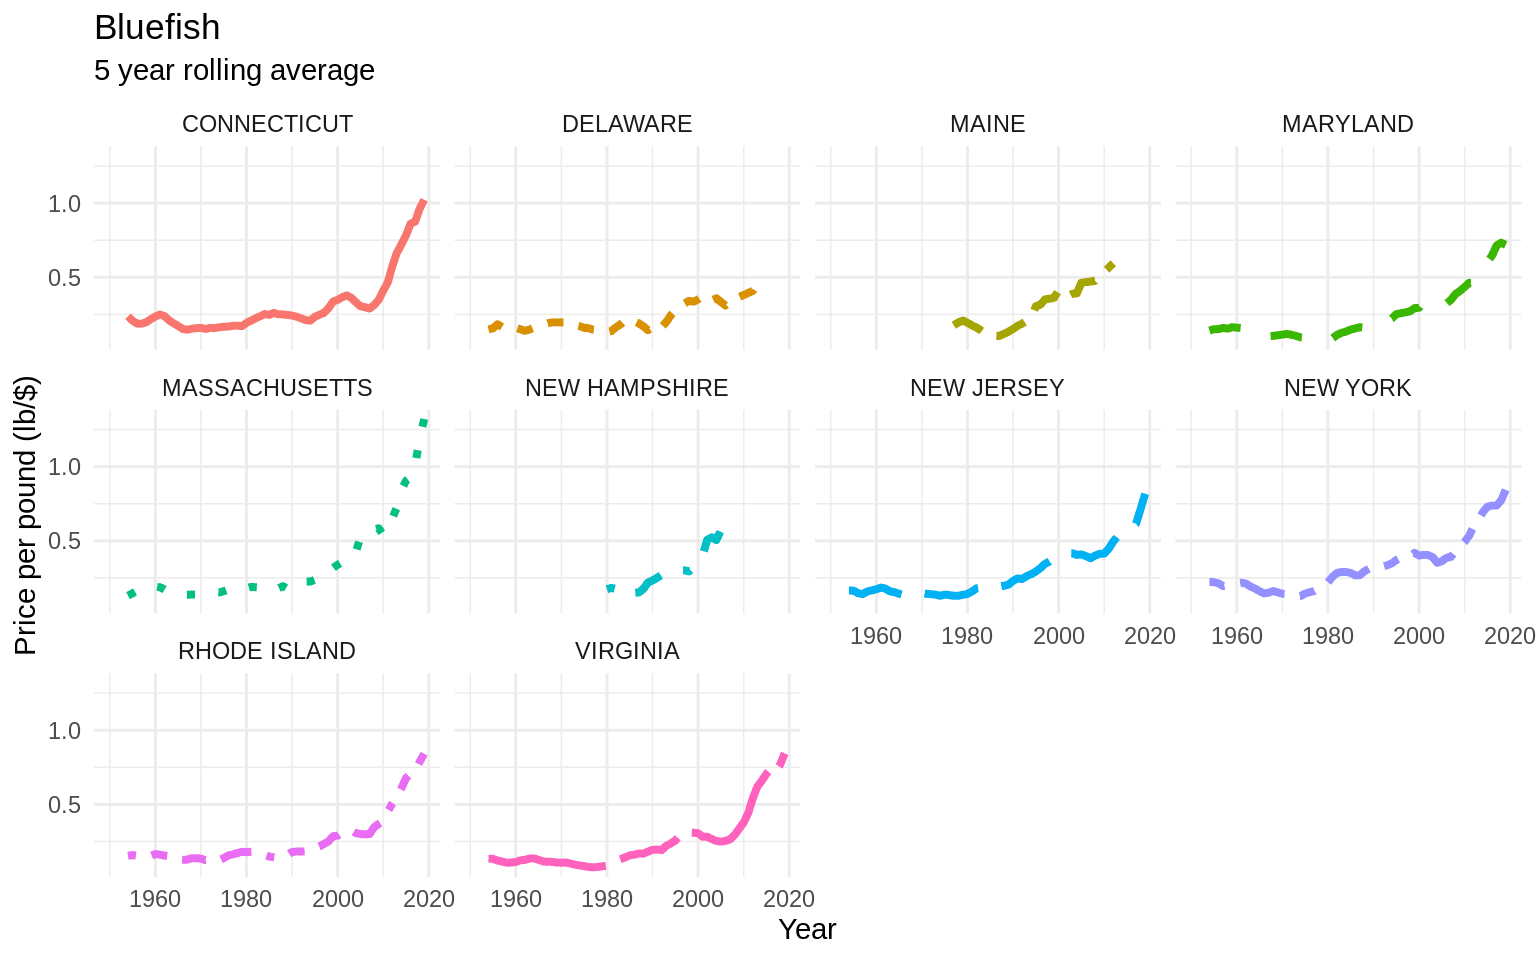 Bluefish
5 year rolling average
CONNECTICUT DELAWARE MAINE MARYLAND
1.0
0.5
MASSACHUSETTS NEW HAMPSHIRE NEW JERSEY NEW YORK
1.0
0.5
1960 1980 2000 2020 1960 1980 2000 2020
RHODE ISLAND VIRGINIA
1.0
0.5
1960 1980 2000 2020 1960 1980 2000 2020
Year
Price per pound (lb/$)